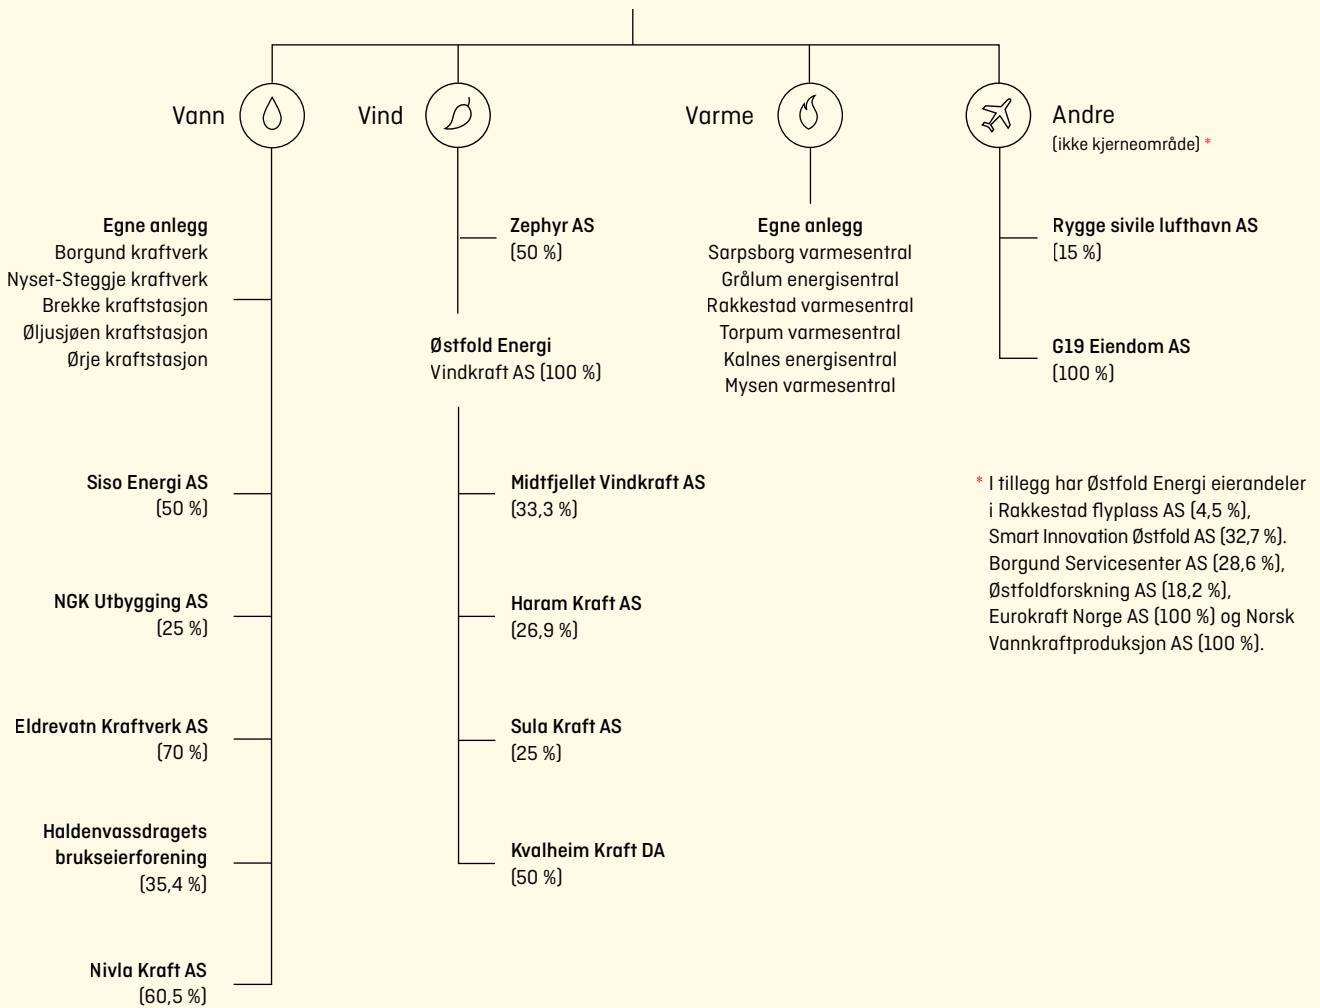 Vann
Egne anlegg
Borgund kraftverk
Nyset-Steggje kraftverk
Brekke kraftstasjon
Øljusjøen kraftstasjon
Ørje kraftstasjon
Siso Energi AS
(50 %)
NGK Utbygging AS
(25 %)
Eldrevatn Kraftverk AS
(70 %)
Haldenvassdragets
brukseierforening
(35,4 %)
Nivla Kraft AS
(60,5 %)
Vind
Zephyr AS
(50 %)
Østfold Energi
Vindkraft AS (100 %)
Midtfjellet Vindkraft AS
(33,3 %)
Haram Kraft AS
(26,9 %)
Sula Kraft AS
(25 %)
Kvalheim Kraft DA
(50 %)
Varme
Egne anlegg
Sarpsborg varmesentral
Grålum energisentral
Rakkestad varmesentral
Torpum varmesentral
Kalnes energisentral
Mysen varmesentral
Andre
(ikke kjerneområde) *
Rygge sivile lufthavn AS
(15 %)
G19 Eiendom AS
(100 %)
* I tillegg har Østfold Energi eierandeler
i Rakkestad flyplass AS (4,5 %),
Smart Innovation Østfold AS (32,7 %).
Borgund Servicesenter AS (28,6 %),
Østfoldforskning AS (18,2 %),
Eurokraft Norge AS (100 %) og Norsk
Vannkraftproduksjon AS (100 %).